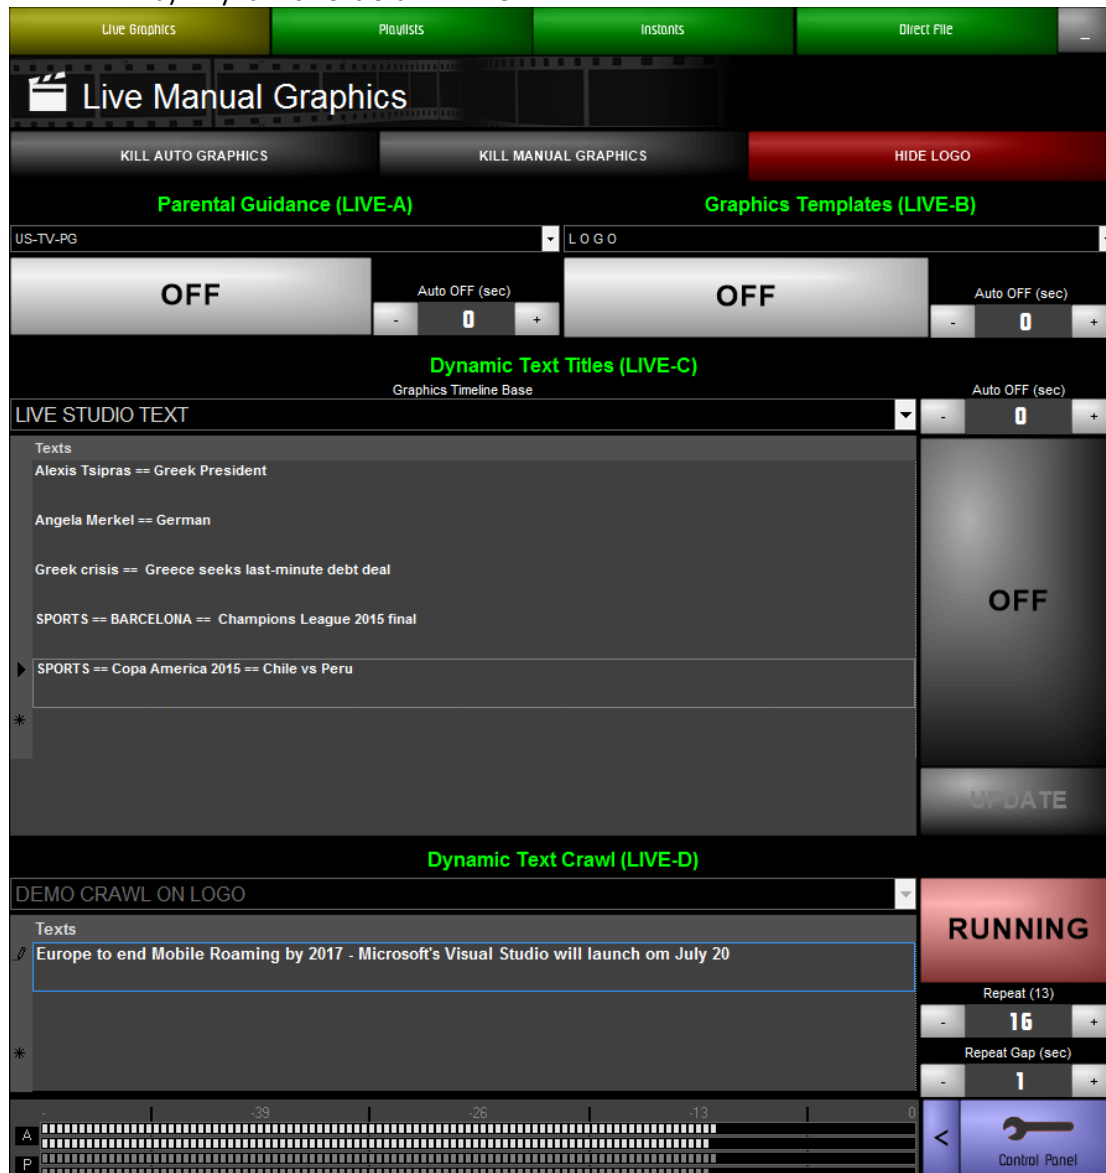 Live Graphics Playlists Instants Direct File _
Live Manual Graphics
KILL AUTO GRAPHICS KILL MANUAL GRAPHICS HIDE LOGO
Parental Guidance (LIVE-A) Graphics Templates (LIVE-B)
US-TV-PG L O G O
OFF Auto OFF (sec) OFF Auto OFF (sec)
- 0 + - 0 +
Dynamic Text Titles (LIVE-C)
Graphics Timeline Base Auto OFF (sec)
LIVE STUDIO TEXT - 0 +
Texts
Alexis Tsipras == Greek President
Angela Merkel == German
Greek crisis == Greece seeks last-minute debt deal
OFF
SPORTS == BARCELONA == Champions League 2015 final
SPORTS == Copa America 2015 == Chile vs Peru
UPDATE
Dynamic Text Crawl (LIVE-D)
DEMO CRAWL ON LOGO
Texts RUNNING
Europe to end Mobile Roaming by 2017 - Microsoft's Visual Studio will launch om July 20
Repeat (13)
- 16 +
Repeat Gap (sec)
- 1 +
- -39 -26 -13 0
A
P
< Control Panel